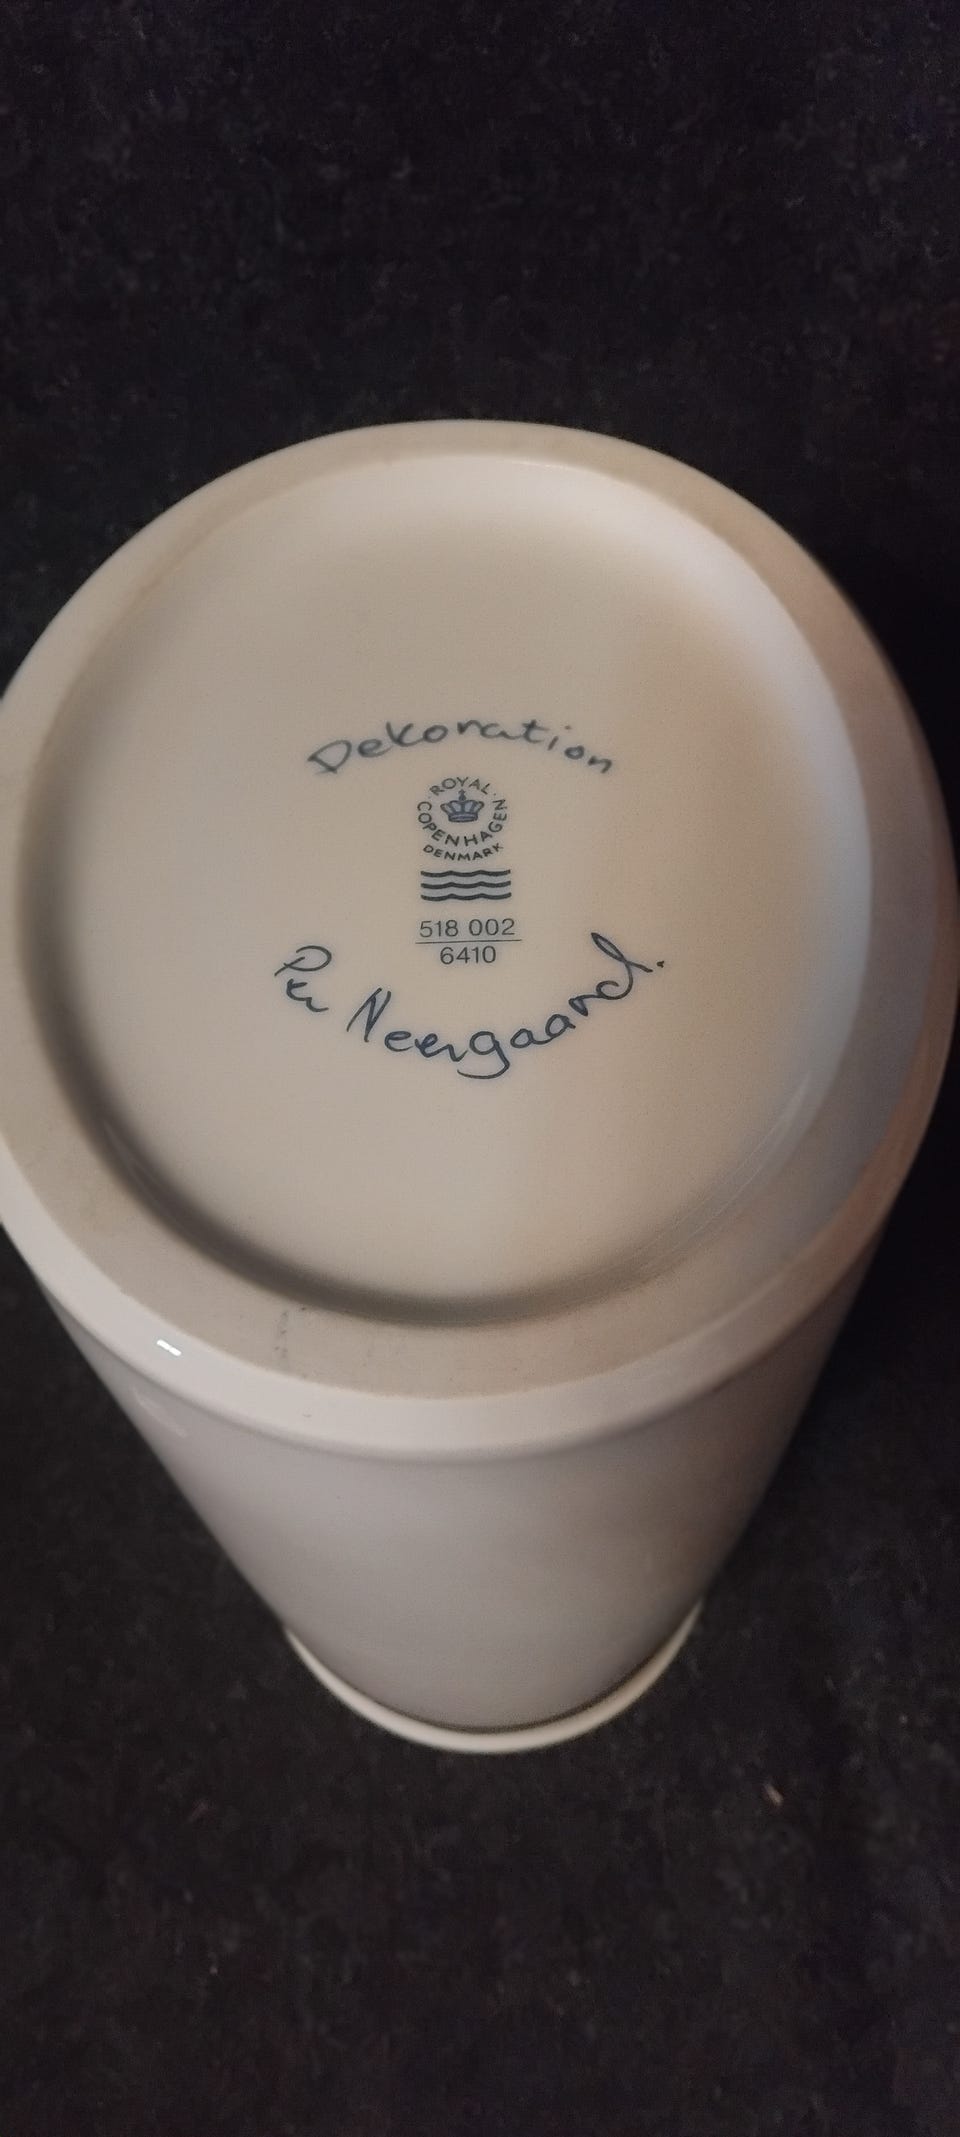 Dekoration
ROYAL COPENHAGEN
DENMARK
518 002
6410
Per Neergaard.